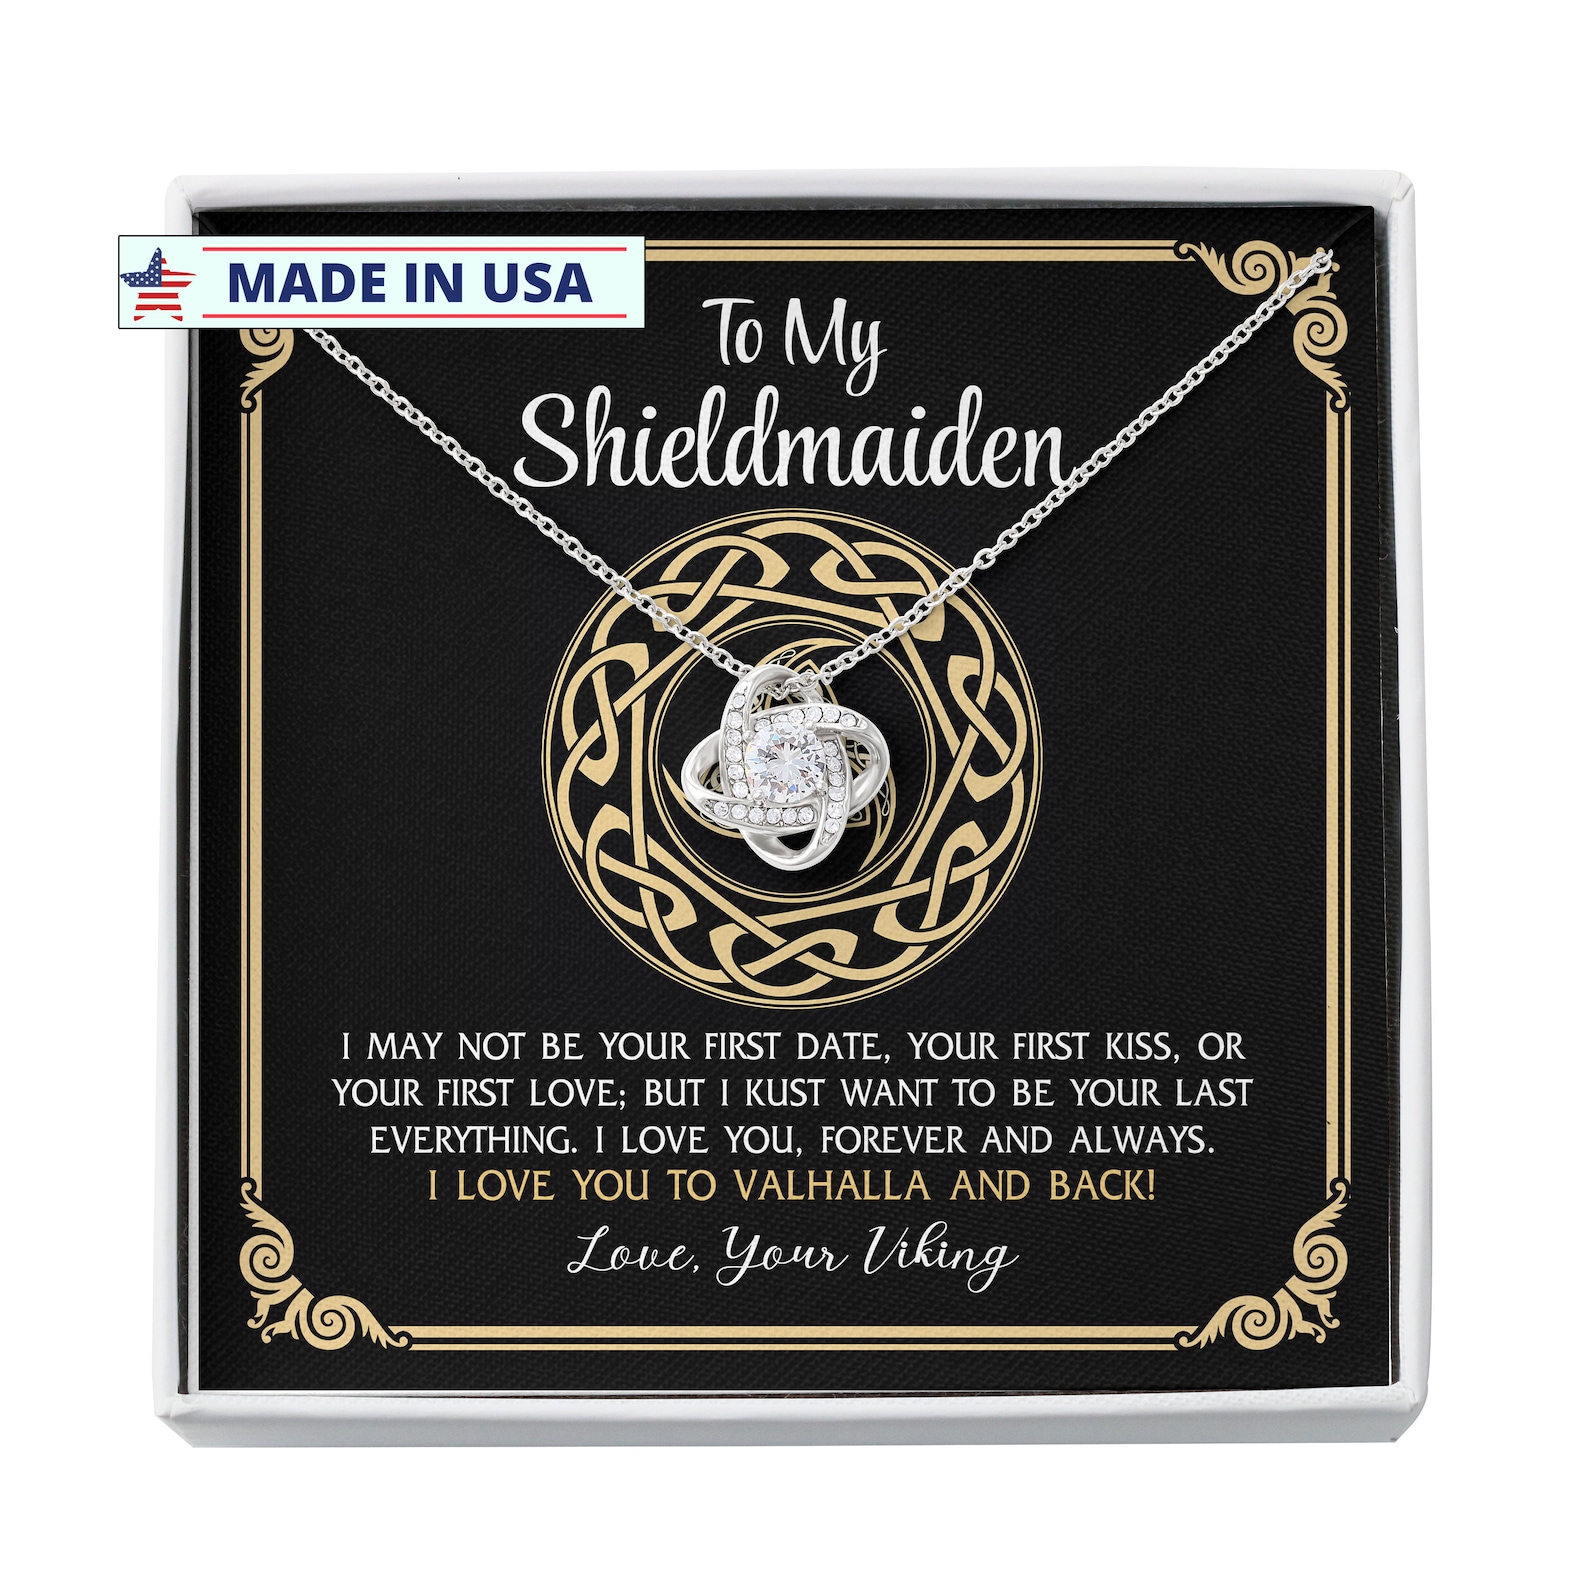 MADE IN USA
To My
Shieldmaiden
I MAY NOT BE YOUR FIRST DATE, YOUR FIRST KISS, OR
YOUR FIRST LOVE; BUT I KUST WANT TO BE YOUR LAST
EVERYTHING. I LOVE YOU, FOREVER AND ALWAYS.
I LOVE YOU TO VALHALLA AND BACK!
Love, Your Viking